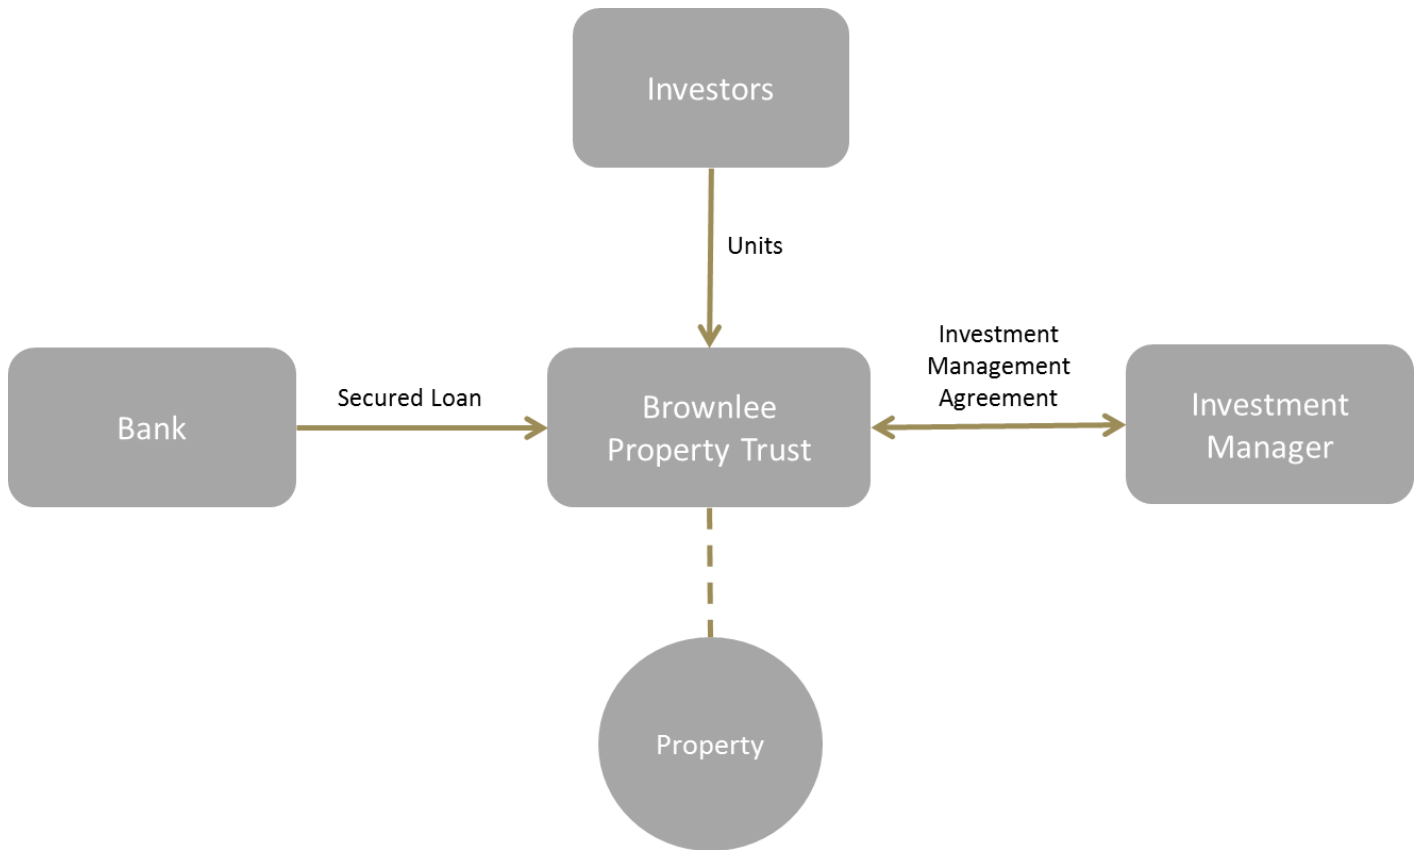 Investors
Units
Investment
Management
Agreement
Bank
Secured Loan
Brownlee
Property Trust
Investment
Manager
Property